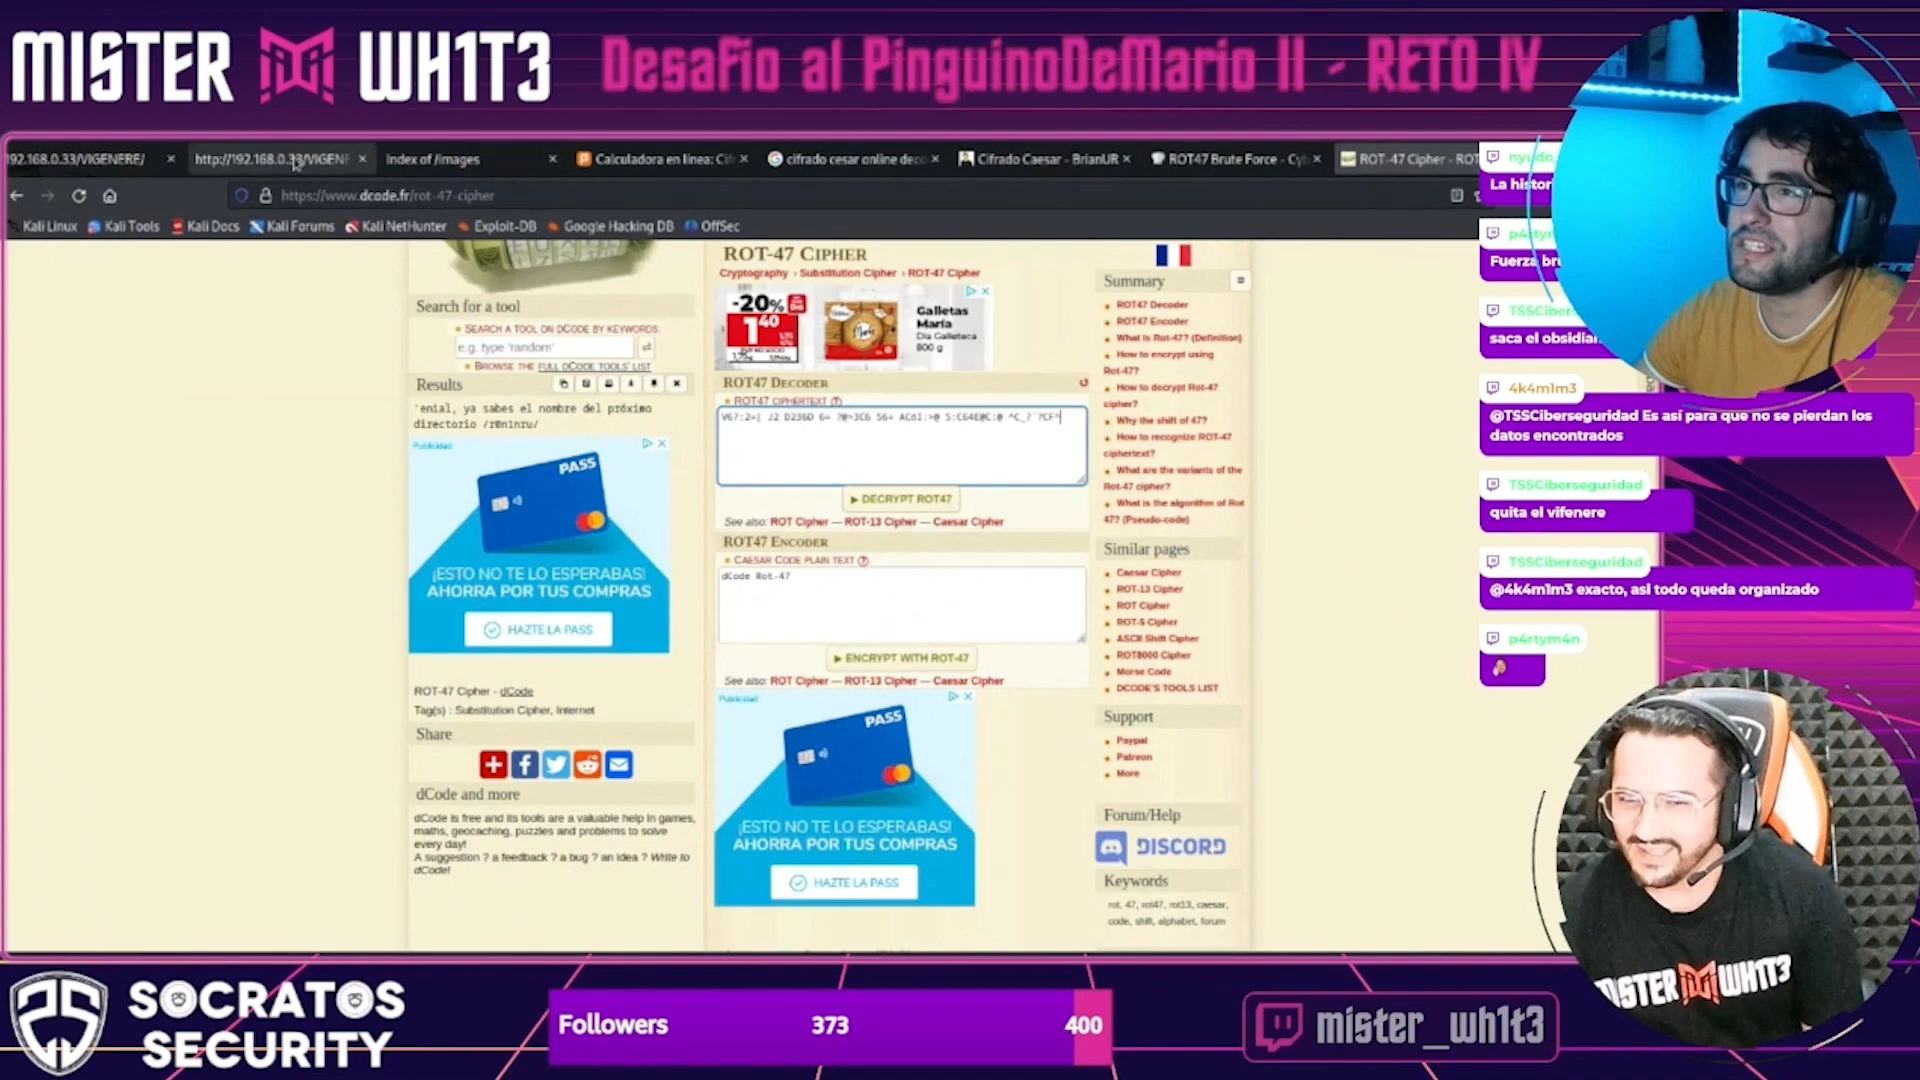 MISTER WH1T3
Desafío al PinguinoDeMario II - RETO IV
192.168.0.33/VIGENERE/
http://192.168.0.33/VIGENE
Index of /images
Calculadora en línea: Cif
cifrado cesar online deco
Cifrado Caesar - BrianUR
ROT47 Brute Force - Cyb
ROT-47 Cipher - ROT
https://www.dcode.fr/rot-47-cipher
Kali Linux
Kali Tools
Kali Docs
Kali Forums
Kali NetHunter
Exploit-DB
Google Hacking DB
OffSec
Search for a tool
SEARCH A TOOL ON DCODE BY KEYWORDS:
e.g. type 'random'
BROWSE THE FULL DCODE TOOLS' LIST
Results
'enial, ya sabes el nombre del próximo
directorio /r0n1nru/
Publicidad
PASS
¡ESTO NO TE LO ESPERABAS!
AHORRA POR TUS COMPRAS
HAZTE LA PASS
ROT-47 Cipher - dCode
Tag(s) : Substitution Cipher, Internet
Share
dCode and more
dCode is free and its tools are a valuable help in games,
maths, geocaching, puzzles and problems to solve
every day!
A suggestion ? a feedback ? a bug ? an idea ? Write to
dCode!
ROT-47 CIPHER
Cryptography › Substitution Cipher › ROT-47 Cipher
-20%
1 40
Galletas
María
Dia Galleteca
800 g
ROT47 DECODER
ROT47 CIPHERTEXT
DECRYPT ROT47
See also: ROT Cipher — ROT-13 Cipher — Caesar Cipher
ROT47 ENCODER
CAESAR CODE PLAIN TEXT
dCode Rot-47
ENCRYPT WITH ROT-47
See also: ROT Cipher — ROT-13 Cipher — Caesar Cipher
Publicidad
PASS
¡ESTO NO TE LO ESPERABAS!
AHORRA POR TUS COMPRAS
HAZTE LA PASS
Summary
ROT47 Decoder
ROT47 Encoder
What is Rot-47? (Definition)
How to encrypt using
Rot-47?
How to decrypt Rot-47
cipher?
Why the shift of 47?
How to recognize ROT-47
ciphertext?
What are the variants of the
Rot-47 cipher?
What is the algorithm of Rot
47? (Pseudo-code)
Similar pages
Caesar Cipher
ROT-13 Cipher
ROT Cipher
ROT-5 Cipher
ASCII Shift Cipher
ROT8000 Cipher
Morse Code
DCODE'S TOOLS LIST
Support
Paypal
Patreon
More
Forum/Help
DISCORD
Keywords
rot, 47, rot47, rot13, caesar,
code, shift, alphabet, forum
nyudo
La histor
p4rtyr
Fuerza bru
TSSCibers
saca el obsidian
4k4m1m3
@TSSCiberseguridad Es así para que no se pierdan los
datos encontrados
TSSCiberseguridad
quita el vifenere
TSSCiberseguridad
@4k4m1m3 exacto, asi todo queda organizado
p4rtym4n
MISTER WH1T3
SOCRATOS
SECURITY
Followers
373
400
mister_wh1t3